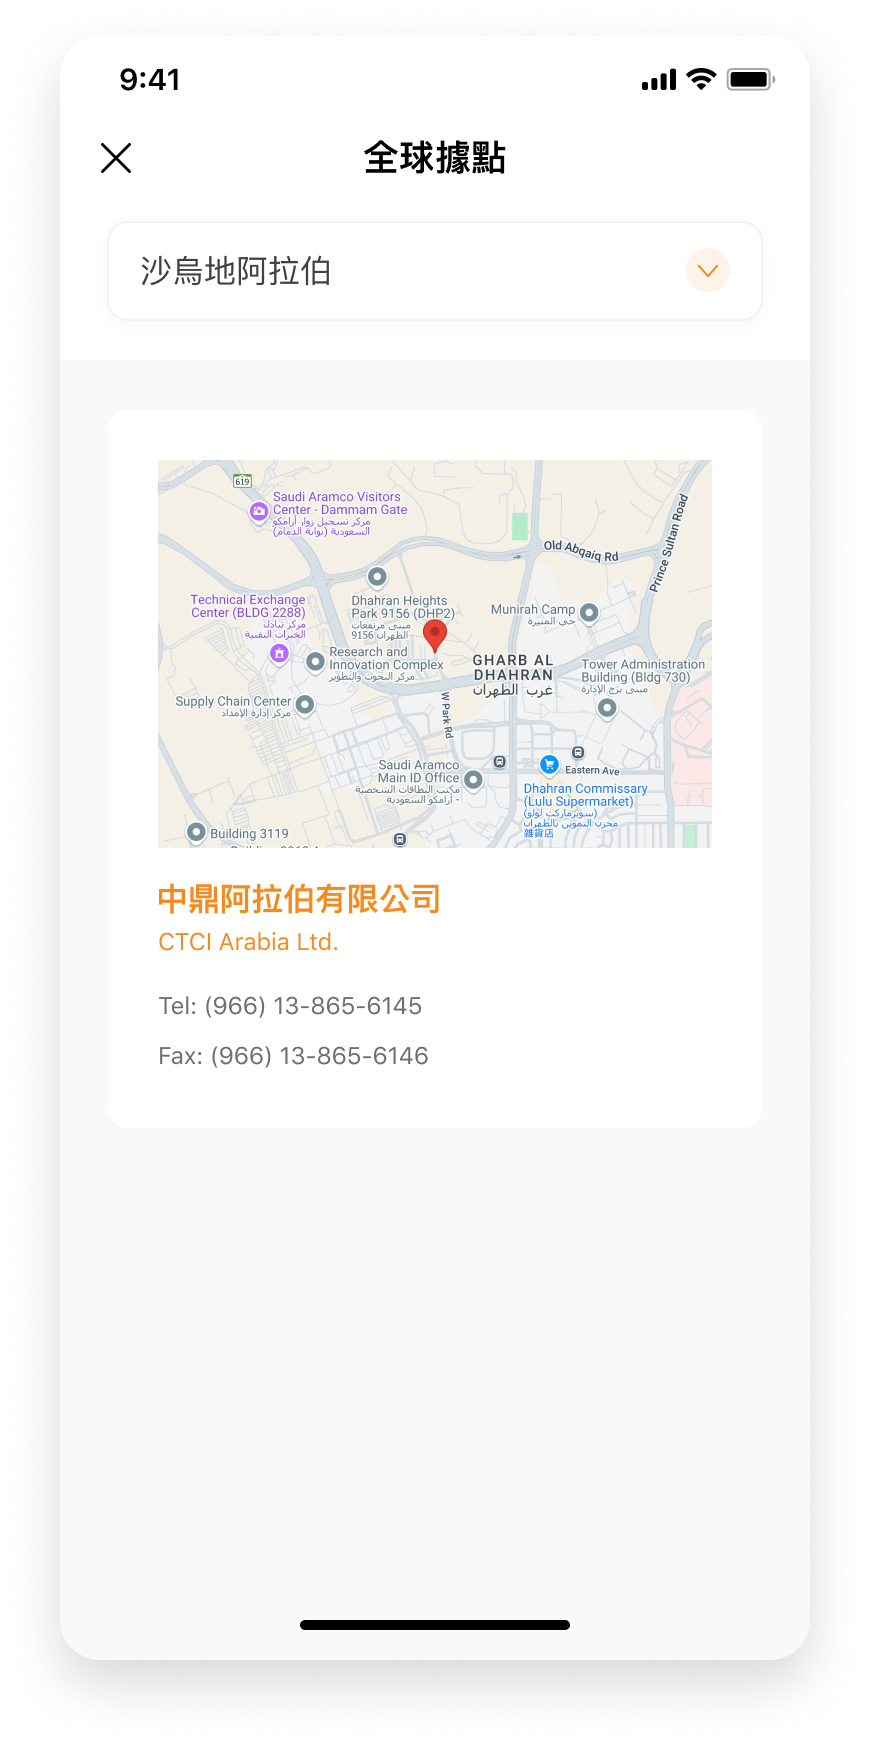 9:41
全球據點
沙烏地阿拉伯
619
Saudi Aramco Visitors
Center - Dammam Gate
مركز تسجيل زوار أرامكو
السعودية (بوابة الدمام)
Old Abqaiq Rd
Prince Sultan Road
Technical Exchange
Center (BLDG 2288)
مركز تبادل
الخبرات التقنية
Dhahran Heights
Park 9156 (DHP2)
مبنى مرتفعات
الظهران 9156
Munirah Camp
حي المنيرة
Research and
Innovation Complex
مركز البحوث والتطوير
GHARB AL
DHAHRAN
غرب الظهران
Tower Administration
Building (Bldg 730)
مبنى برج الإدارة
Supply Chain Center
مركز إدارة الإمداد
W Park Rd
Saudi Aramco
Main ID Office
مكتب البطاقات الشخصية
- أرامكو السعودية
Eastern Ave
Dhahran Commissary
(Lulu Supermarket)
(سوبرماركت لولو)
مخزن التموين بالظهران
雜貨店
Building 3119
中鼎阿拉伯有限公司
CTCI Arabia Ltd.
Tel: (966) 13-865-6145
Fax: (966) 13-865-6146